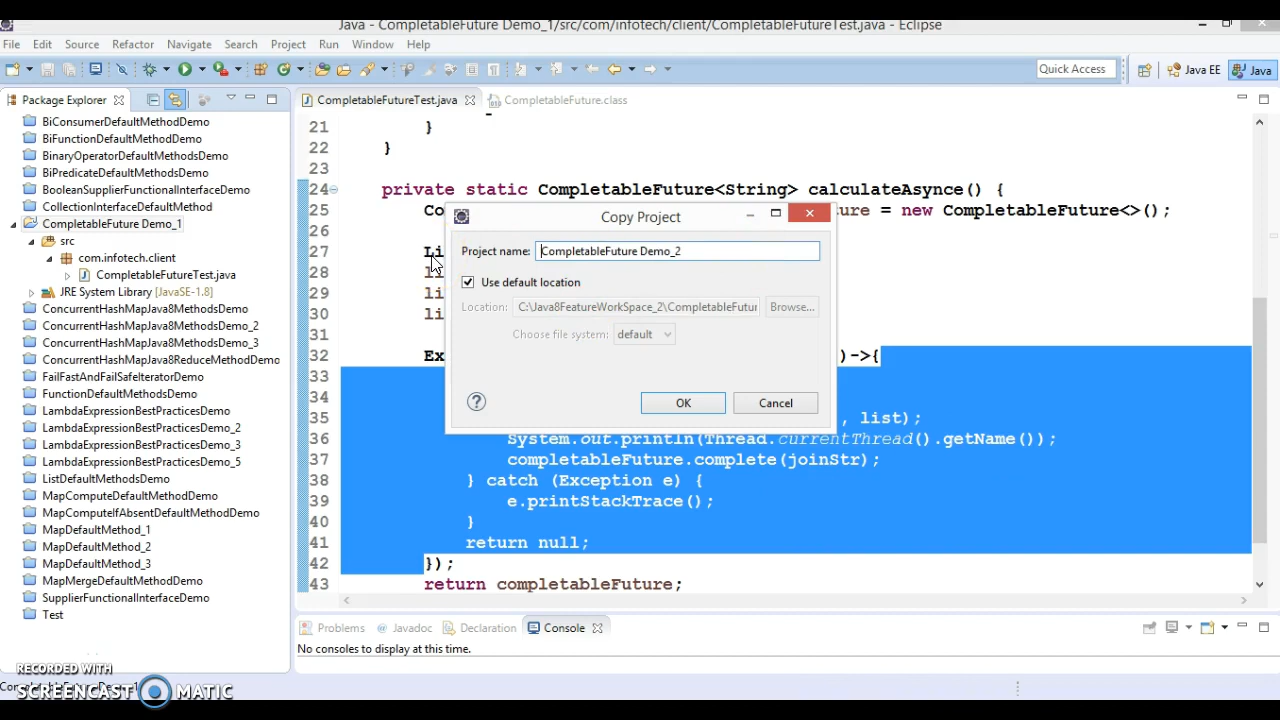 Java - CompletableFuture Demo_1/src/com/infotech/client/CompletableFutureTest.java - Eclipse
File Edit Source Refactor Navigate Search Project Run Window Help
Quick Access Java EE Java
Package Explorer
BiConsumerDefaultMethodDemo
BiFunctionDefaultMethodDemo
BinaryOperatorDefaultMethodsDemo
BiPredicateDefaultMethodsDemo
BooleanSupplierFunctionalInterfaceDemo
CollectionInterfaceDefaultMethod
CompletableFuture Demo_1
src
com.infotech.client
CompletableFutureTest.java
JRE System Library [JavaSE-1.8]
ConcurrentHashMapJava8MethodsDemo
ConcurrentHashMapJava8MethodsDemo_2
ConcurrentHashMapJava8MethodsDemo_3
ConcurrentHashMapJava8ReduceMethodDemo
FailFastAndFailSafeIteratorDemo
FunctionDefaultMethodsDemo
LambdaExpressionBestPracticesDemo
LambdaExpressionBestPracticesDemo_2
LambdaExpressionBestPracticesDemo_3
LambdaExpressionBestPracticesDemo_5
ListDefaultMethodsDemo
MapComputeDefaultMethodDemo
MapComputeIfAbsentDefaultMethodDemo
MapDefaultMethod_1
MapDefaultMethod_2
MapDefaultMethod_3
MapMergeDefaultMethodDemo
SupplierFunctionalInterfaceDemo
Test
CompletableFutureTest.java CompletableFuture.class
21 }
22 }
23
24 private static CompletableFuture<String> calculateAsynce() {
25 Co ure = new CompletableFuture<>();
26
27 Li
28 li
29 li
30 li
31
32 Ex )->{
33
34
35 , list);
36 System.out.println(Thread.currentThread().getName());
37 completableFuture.complete(joinStr);
38 } catch (Exception e) {
39 e.printStackTrace();
40 }
41 return null;
42 });
43 return completableFuture;
Copy Project
Project name: CompletableFuture Demo_2
Use default location
Location: C:\Java8FeatureWorkSpace_2\CompletableFutur Browse...
Choose file system: default
OK Cancel
Problems Javadoc Declaration Console
No consoles to display at this time.
RECORDED WITH
SCREENCAST MATIC